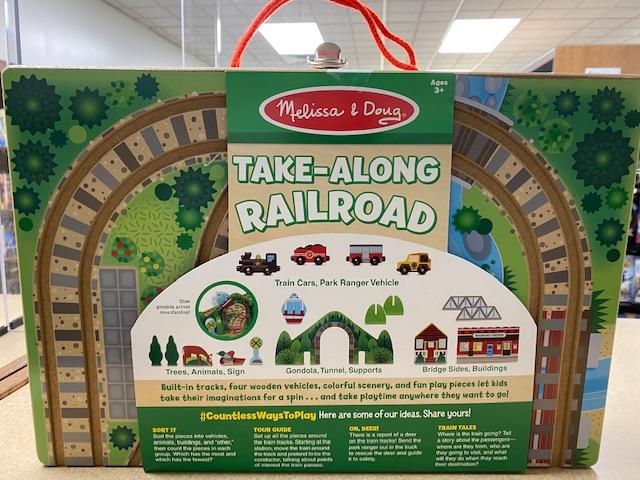 Ages
3+
Melissa & Doug
TAKE-ALONG
RAILROAD
Train Cars, Park Ranger Vehicle
Slide
gondola across
mountaintop!
Trees, Animals, Sign
Gondola, Tunnel, Supports
Bridge Sides, Buildings
Built-in tracks, four wooden vehicles, colorful scenery, and fun play pieces let kids
take their imaginations for a spin . . . and take playtime anywhere they want to go!
#CountlessWaysToPlay Here are some of our ideas. Share yours!
SORT IT
Sort the pieces into vehicles,
animals, buildings, and "other,"
then count the pieces in each
group. Which has the most and
which has the fewest?
TOUR GUIDE
Set up all the pieces around
the train tracks. Starting at the
station, move the train around
the track and pretend to be the
conductor, talking about points
of interest the train passes.
OH, DEER!
There is a report of a deer
on the train tracks! Send the
park ranger out in the truck
to rescue the deer and guide
it to safety.
TRAIN TALES
Where is the train going? Tell
a story about the passengers—
where are they from, who are
they going to visit, and what
will they do when they reach
their destination?